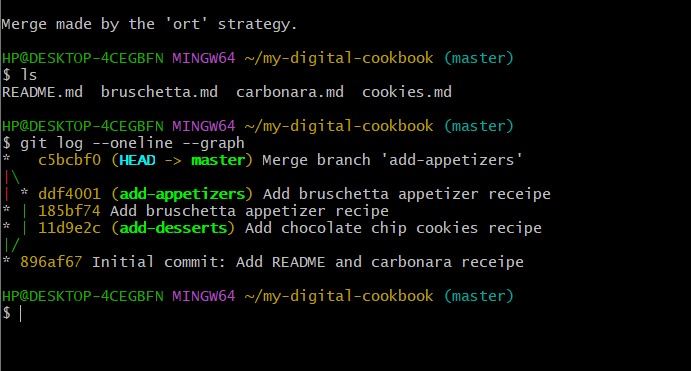 Merge made by the 'ort' strategy.
HP@DESKTOP-4CEGBFN MINGW64 ~/my-digital-cookbook (master)
$ ls
README.md  bruschetta.md  carbonara.md  cookies.md
HP@DESKTOP-4CEGBFN MINGW64 ~/my-digital-cookbook (master)
$ git log --oneline --graph
*   c5bcbf0 (HEAD -> master) Merge branch 'add-appetizers'
|\
| * ddf4001 (add-appetizers) Add bruschetta appetizer receipe
* | 185bf74 Add bruschetta appetizer recipe
* | 11d9e2c (add-desserts) Add chocolate chip cookies recipe
|/
* 896af67 Initial commit: Add README and carbonara receipe
HP@DESKTOP-4CEGBFN MINGW64 ~/my-digital-cookbook (master)
$